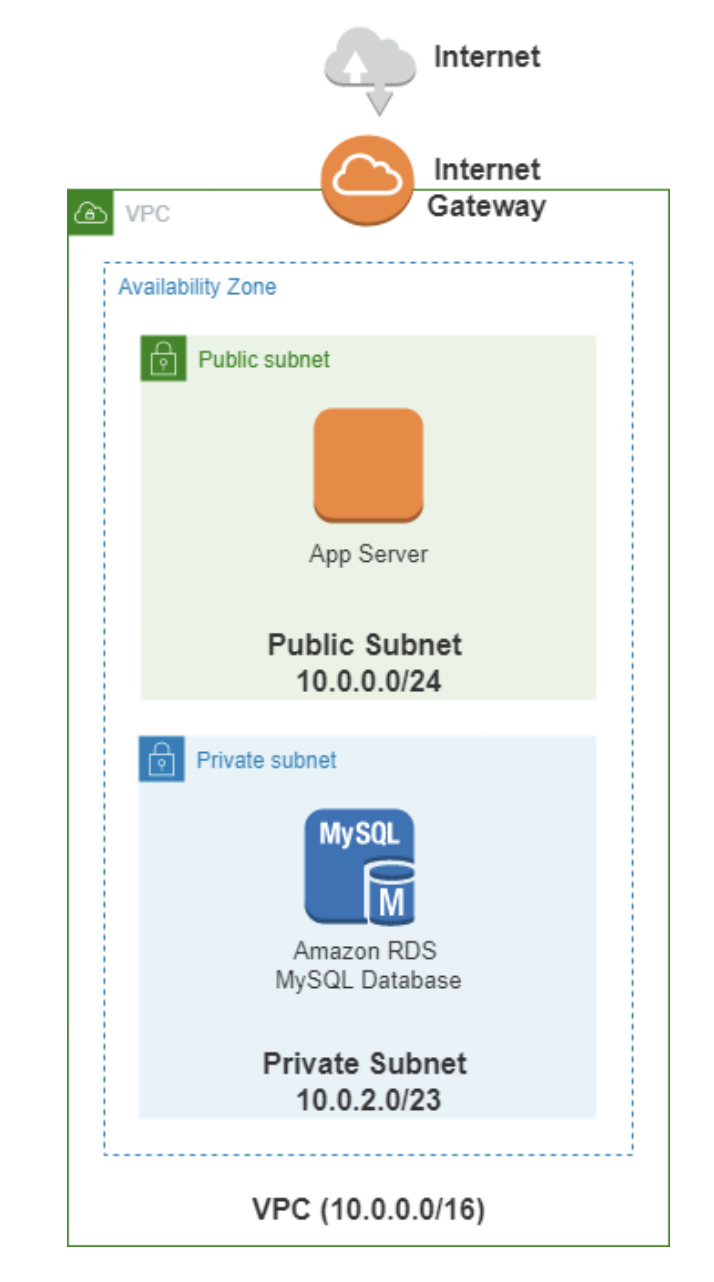 Internet
Internet
Gateway
VPC
Availability Zone
Public subnet
App Server
Public Subnet
10.0.0.0/24
Private subnet
MySQL
M
Amazon RDS
MySQL Database
Private Subnet
10.0.2.0/23
VPC (10.0.0.0/16)